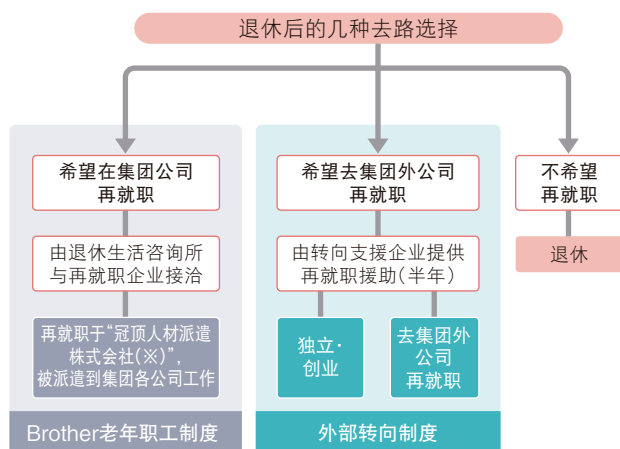 退休后的几种去路选择
希望在集团公司
再就职
由退休生活咨询所
与再就职企业接洽
再就职于“冠顶人材派遣
株式会社(※)”,
被派遣到集团各公司工作
Brother老年职工制度
希望去集团外公司
再就职
由转向支援企业提供
再就职援助(半年)
独立·
创业
去集团外
公司
再就职
外部转向制度
不希望
再就职
退休